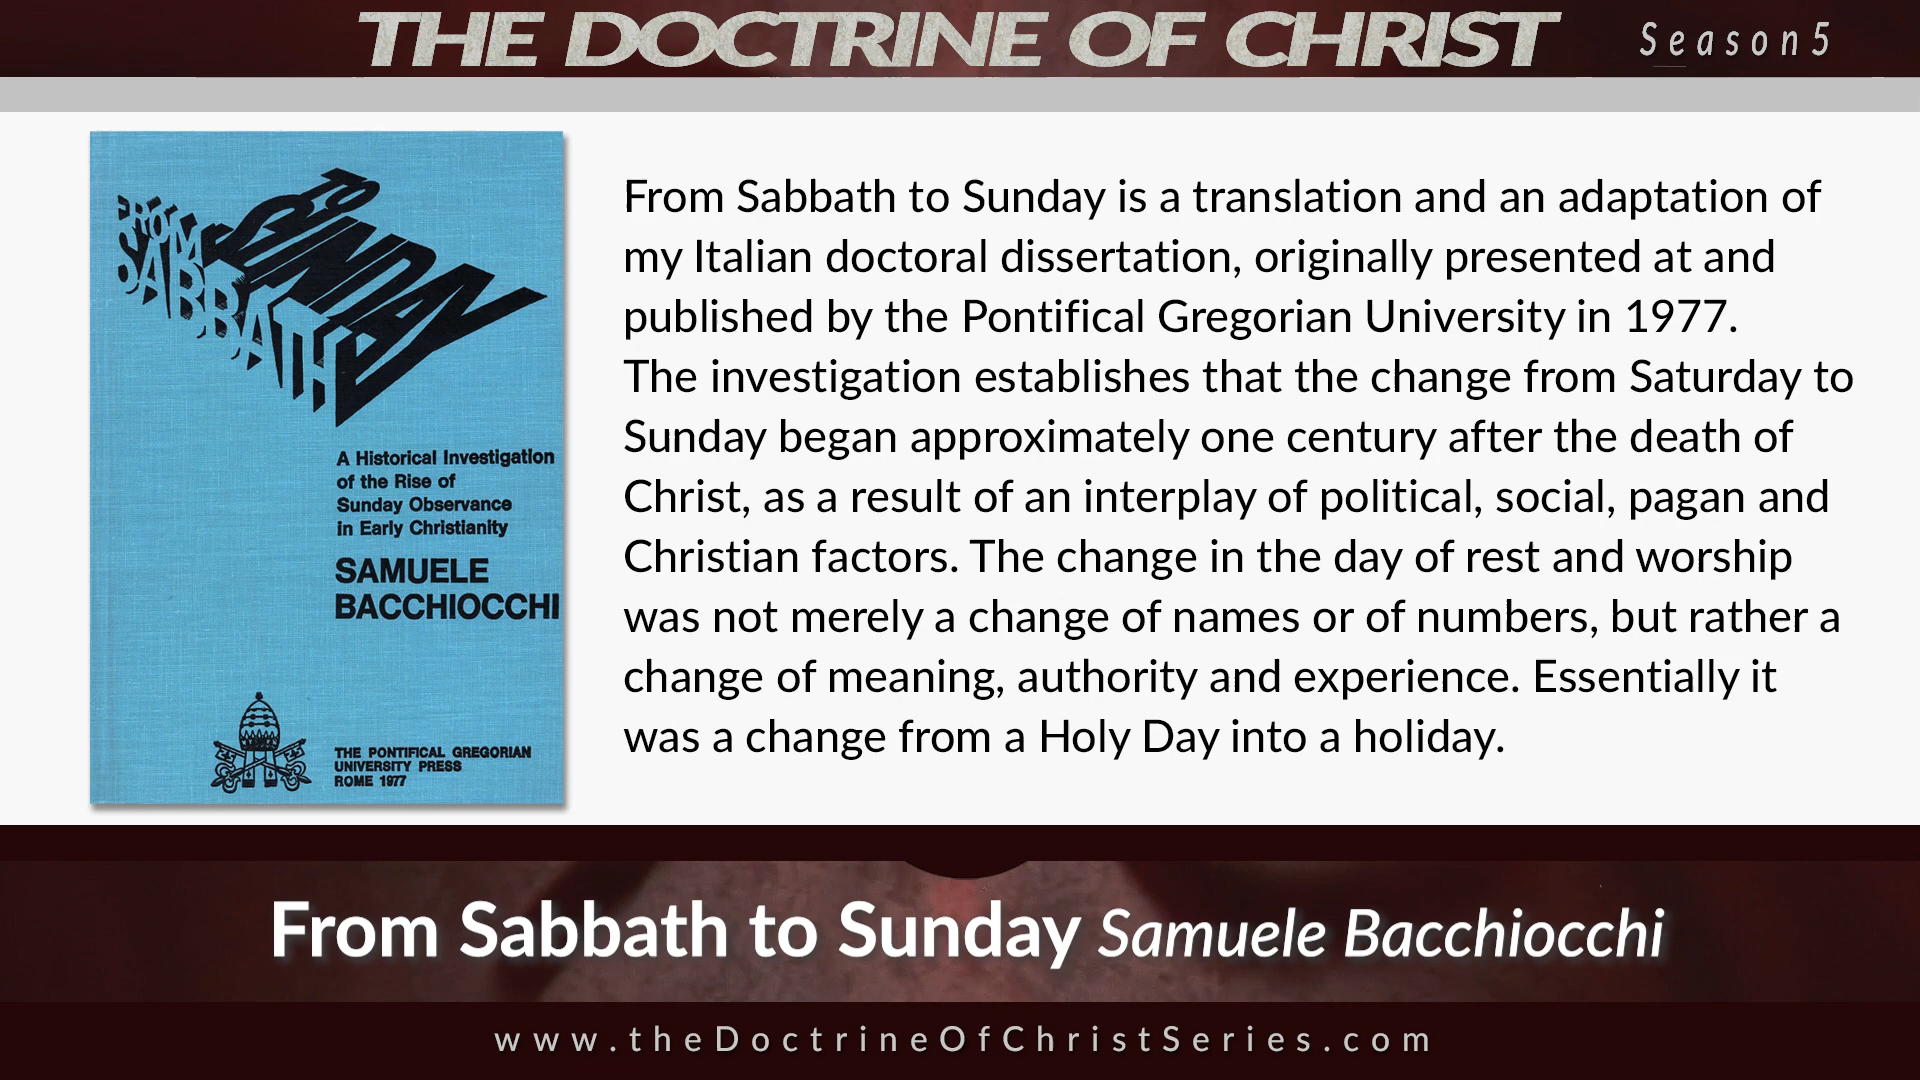 THE DOCTRINE OF CHRIST
Season5
FROM
SABBATH
TO
SUNDAY
A Historical Investigation
of the Rise of
Sunday Observance
in Early Christianity
SAMUELE
BACCHIOCCHI
THE PONTIFICAL GREGORIAN
UNIVERSITY PRESS
ROME 1977
From Sabbath to Sunday is a translation and an adaptation of
my Italian doctoral dissertation, originally presented at and
published by the Pontifical Gregorian University in 1977.
The investigation establishes that the change from Saturday to
Sunday began approximately one century after the death of
Christ, as a result of an interplay of political, social, pagan and
Christian factors. The change in the day of rest and worship
was not merely a change of names or of numbers, but rather a
change of meaning, authority and experience. Essentially it
was a change from a Holy Day into a holiday.
From Sabbath to Sunday Samuele Bacchiocchi
www.theDoctrineOfChristSeries.com